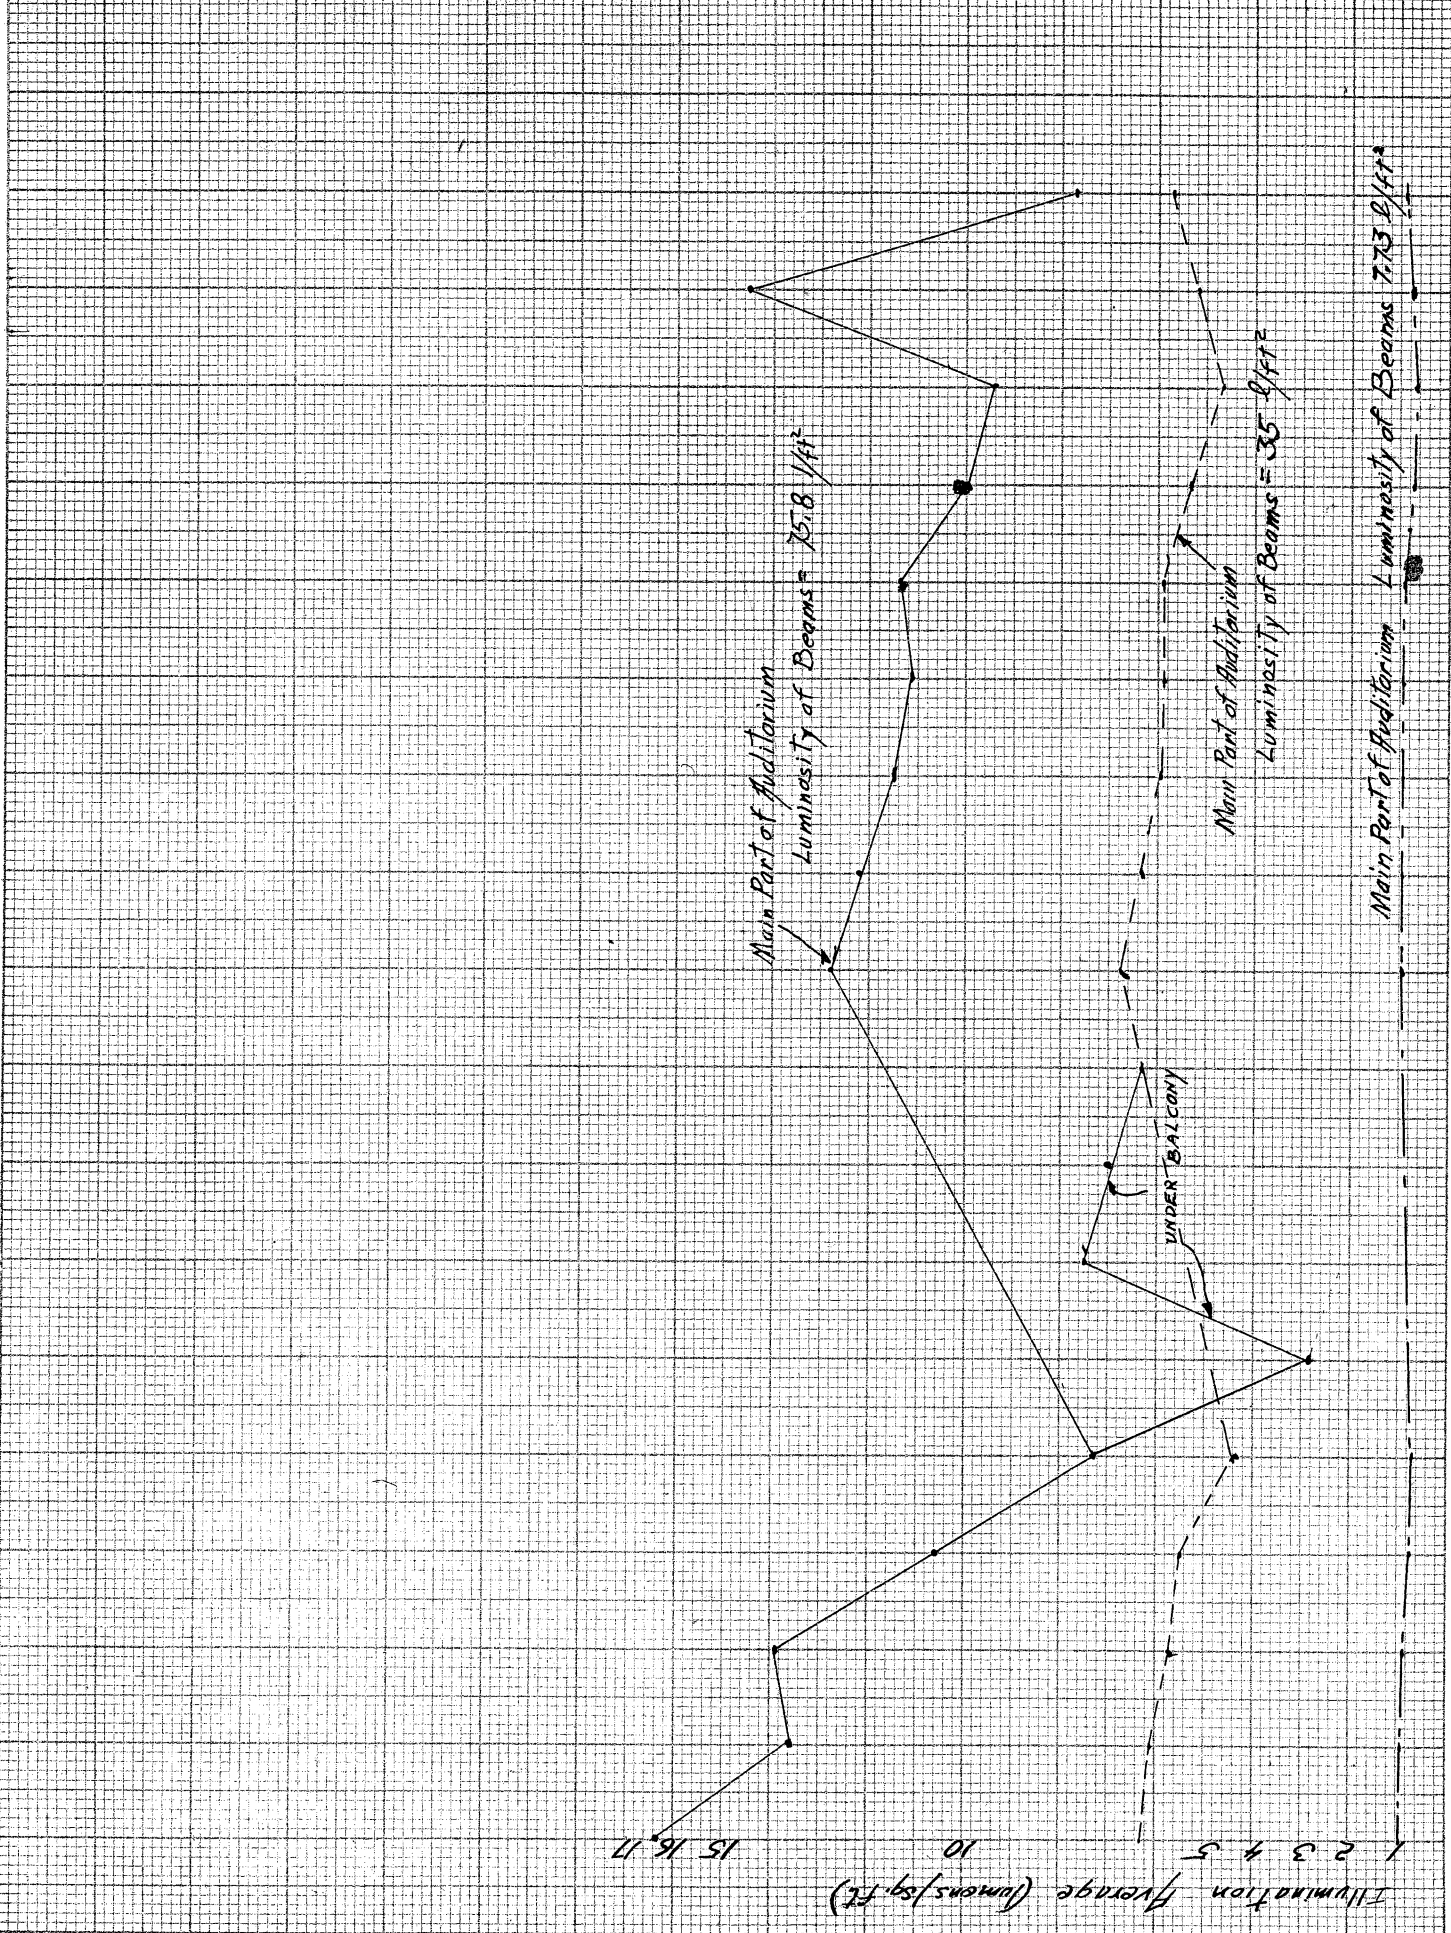 Main Part of Auditorium
Luminosity of Beams = 75.8 l/ft²
Main Part of Auditorium
Luminosity of Beams = 35 l/ft²
Main Part of Auditorium Luminosity of Beams 7.73 l/ft²
UNDER BALCONY
Illumination Average (lumens/sq. ft.)
1 2 3 4 5 10 15 16 17